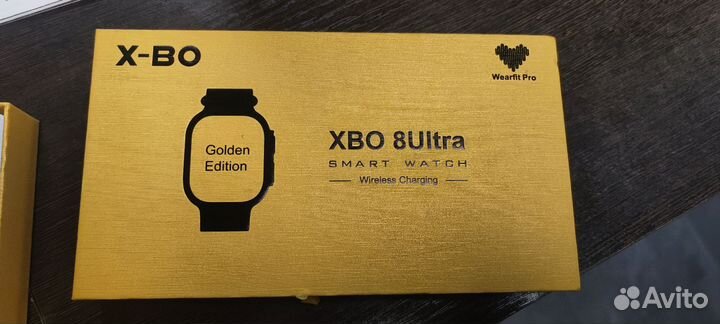 X-BO
Wearfit Pro
Golden
Edition
XBO 8Ultra
SMART WATCH
Wireless Charging
Avito